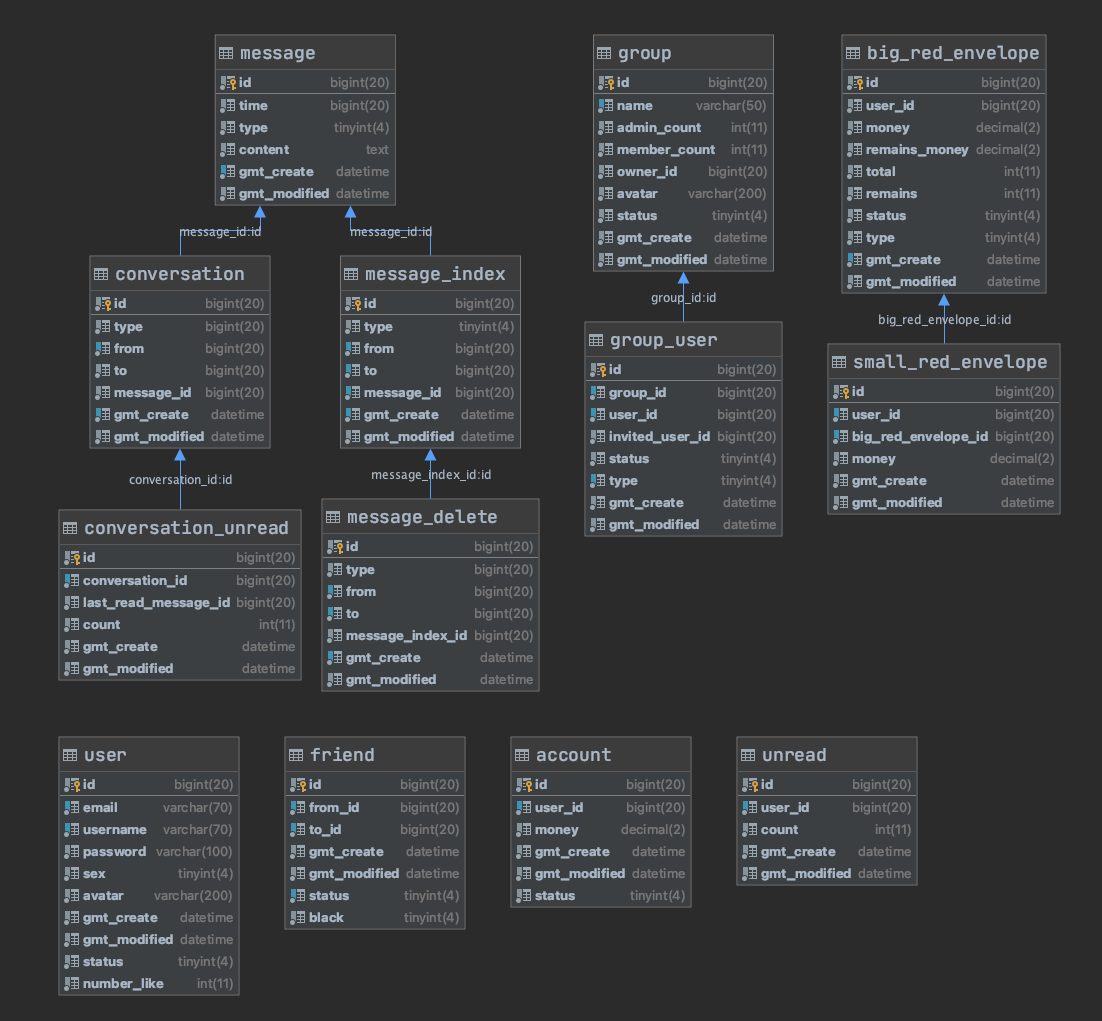 message
id bigint(20)
time bigint(20)
type tinyint(4)
content text
gmt_create datetime
gmt_modified datetime
group
id bigint(20)
name varchar(50)
admin_count int(11)
member_count int(11)
owner_id bigint(20)
avatar varchar(200)
status tinyint(4)
gmt_create datetime
gmt_modified datetime
big_red_envelope
id bigint(20)
user_id bigint(20)
money decimal(2)
remains_money decimal(2)
total int(11)
remains int(11)
status tinyint(4)
type tinyint(4)
gmt_create datetime
gmt_modified datetime
message_id:id
message_id:id
group_id:id
big_red_envelope_id:id
conversation
id bigint(20)
type bigint(20)
from bigint(20)
to bigint(20)
message_id bigint(20)
gmt_create datetime
gmt_modified datetime
message_index
id bigint(20)
type tinyint(4)
from bigint(20)
to bigint(20)
message_id bigint(20)
gmt_create datetime
gmt_modified datetime
group_user
id bigint(20)
group_id bigint(20)
user_id bigint(20)
invited_user_id bigint(20)
status tinyint(4)
type tinyint(4)
gmt_create datetime
gmt_modified datetime
small_red_envelope
id bigint(20)
user_id bigint(20)
big_red_envelope_id bigint(20)
money decimal(2)
gmt_create datetime
gmt_modified datetime
conversation_id:id
message_index_id:id
conversation_unread
id bigint(20)
conversation_id bigint(20)
last_read_message_id bigint(20)
count int(11)
gmt_create datetime
gmt_modified datetime
message_delete
id bigint(20)
type bigint(20)
from bigint(20)
to bigint(20)
message_index_id bigint(20)
gmt_create datetime
gmt_modified datetime
user
id bigint(20)
email varchar(70)
username varchar(70)
password varchar(100)
sex tinyint(4)
avatar varchar(200)
gmt_create datetime
gmt_modified datetime
status tinyint(4)
number_like int(11)
friend
id bigint(20)
from_id bigint(20)
to_id bigint(20)
gmt_create datetime
gmt_modified datetime
status tinyint(4)
black tinyint(4)
account
id bigint(20)
user_id bigint(20)
money decimal(2)
gmt_create datetime
gmt_modified datetime
status tinyint(4)
unread
id bigint(20)
user_id bigint(20)
count int(11)
gmt_create datetime
gmt_modified datetime